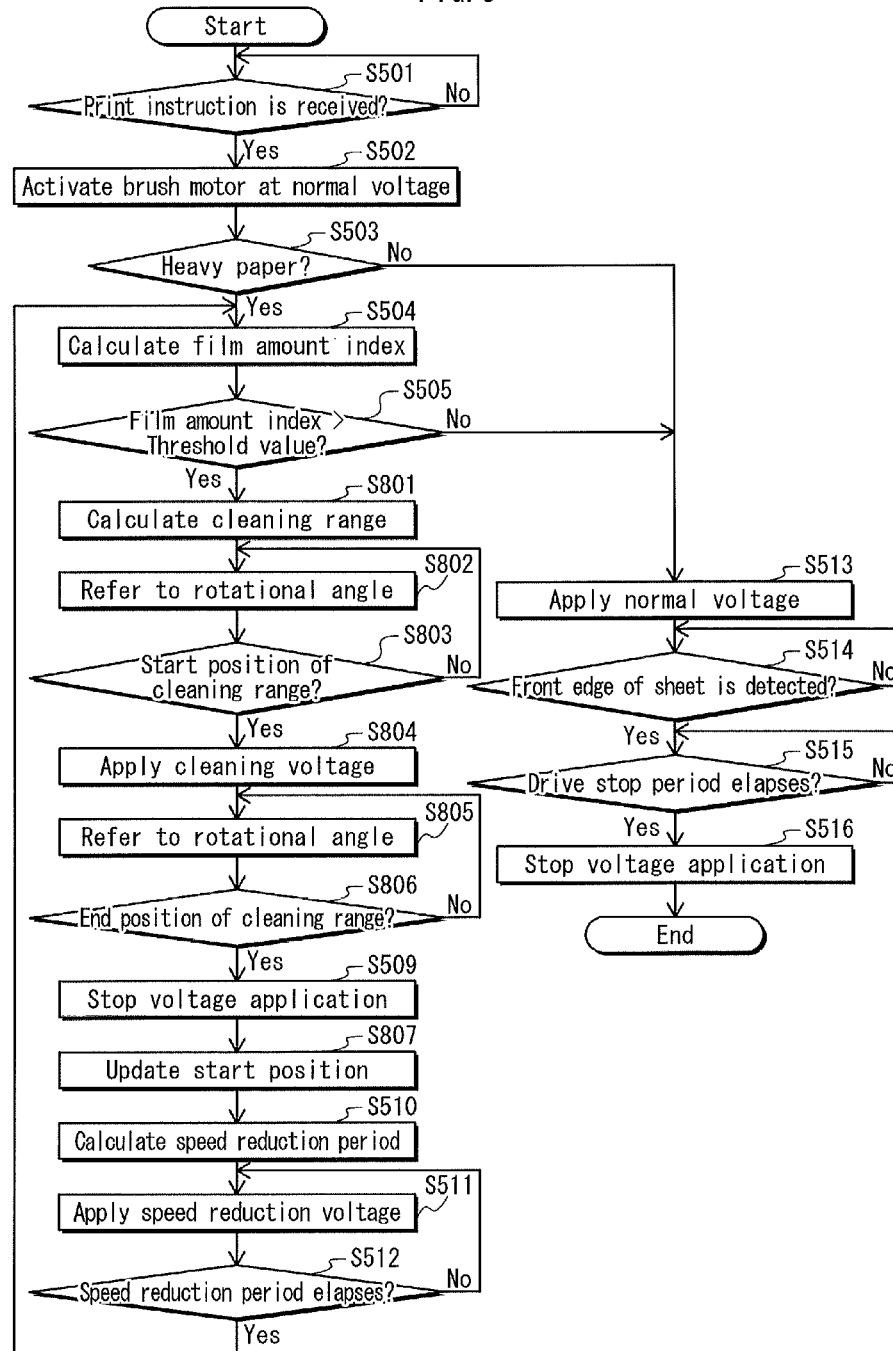 Start
S501
Print instruction is received?
No
Yes
S502
Activate brush motor at normal voltage
S503
Heavy paper?
No
Yes
S504
Calculate film amount index
S505
Film amount index >
Threshold value?
No
Yes
S801
Calculate cleaning range
S802
Refer to rotational angle
S803
Start position of
cleaning range?
No
Yes
S804
Apply cleaning voltage
S805
Refer to rotational angle
S806
End position of cleaning range?
No
Yes
S509
Stop voltage application
S807
Update start position
S510
Calculate speed reduction period
S511
Apply speed reduction voltage
S512
Speed reduction period elapses?
No
Yes
S513
Apply normal voltage
S514
Front edge of sheet is detected?
No
Yes
S515
Drive stop period elapses?
No
Yes
S516
Stop voltage application
End